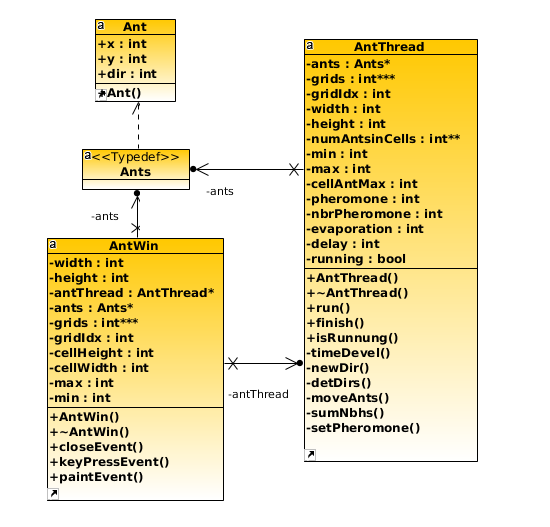 a Ant
+x : int
+y : int
+dir : int
+Ant()
a <<Typedef>>
Ants
-ants
-ants
a
AntWin
-width : int
-height : int
-antThread : AntThread*
-ants : Ants*
-grids : int***
-gridIdx : int
-cellHeight : int
-cellWidth : int
-max : int
-min : int
+AntWin()
+~AntWin()
+closeEvent()
+keyPressEvent()
+paintEvent()
-antThread
a
AntThread
-ants : Ants*
-grids : int***
-gridIdx : int
-width : int
-height : int
-numAntsinCells : int**
-min : int
-max : int
-cellAntMax : int
-pheromone : int
-nbrPheromone : int
-evaporation : int
-delay : int
-running : bool
+AntThread()
+~AntThread()
+run()
+finish()
+isRunnung()
-timeDevel()
-newDir()
-detDirs()
-moveAnts()
-sumNbhs()
-setPheromone()